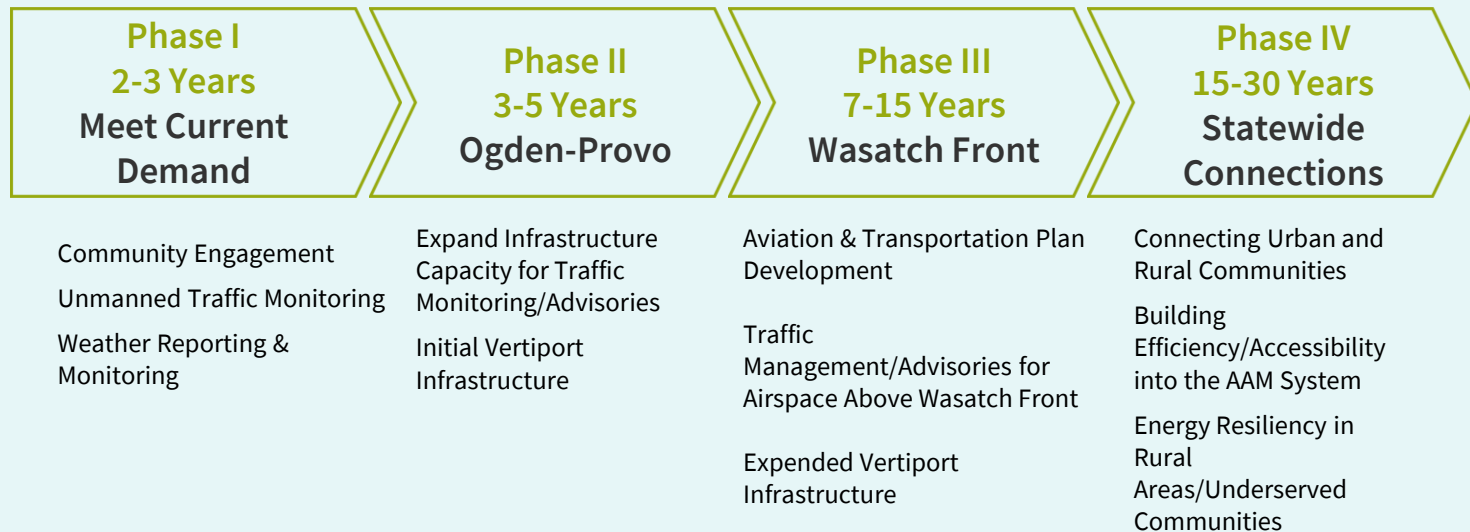 Phase I
2-3 Years
Meet Current
Demand
Community Engagement
Unmanned Traffic Monitoring
Weather Reporting &
Monitoring
Phase II
3-5 Years
Ogden-Provo
Expand Infrastructure
Capacity for Traffic
Monitoring/Advisories
Initial Vertiport
Infrastructure
Phase III
7-15 Years
Wasatch Front
Aviation & Transportation Plan
Development
Traffic
Management/Advisories for
Airspace Above Wasatch Front
Expended Vertiport
Infrastructure
Phase IV
15-30 Years
Statewide
Connections
Connecting Urban and
Rural Communities
Building
Efficiency/Accessibility
into the AAM System
Energy Resiliency in
Rural
Areas/Underserved
Communities